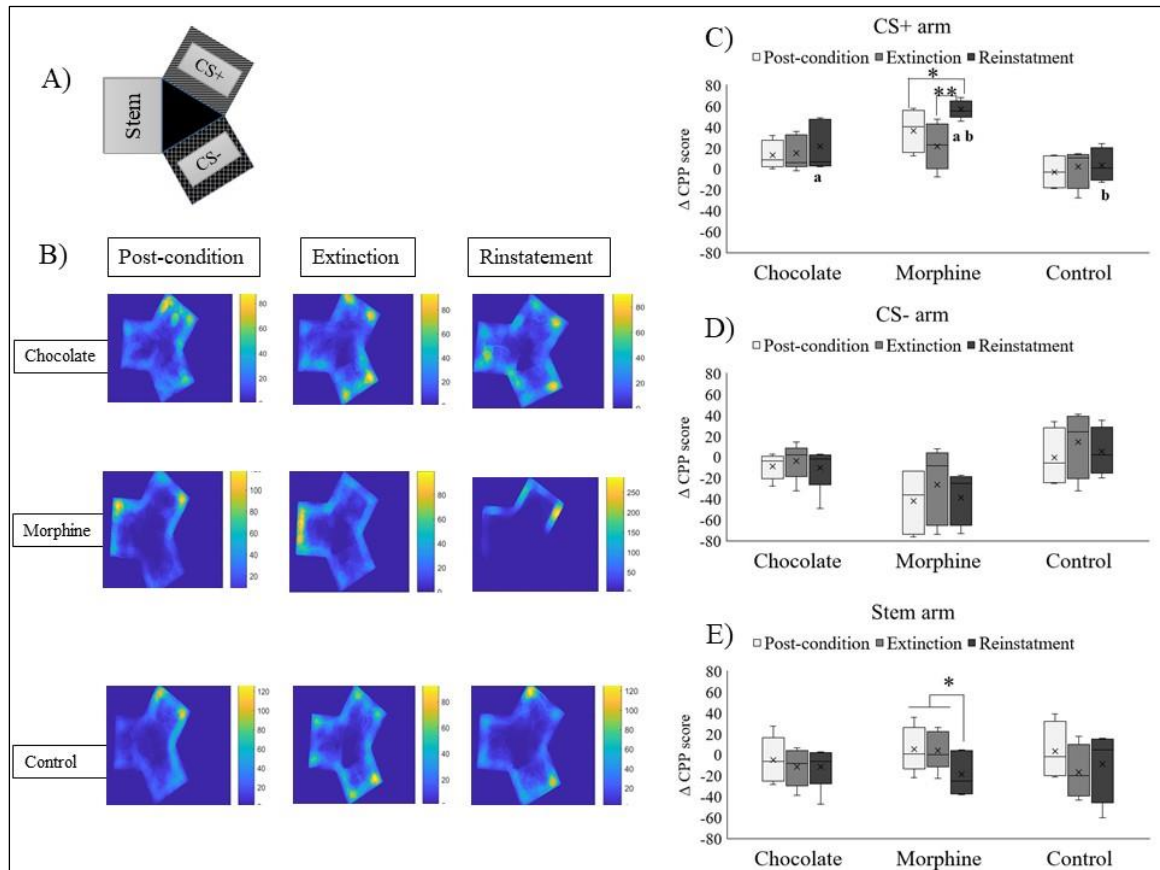 A)
Stem
CS+
CS-
B)
Post-condition
Extinction
Rinstatement
Chocolate
80
60
40
20
80
60
40
20
80
60
40
20
Morphine
100
80
60
40
20
80
60
40
20
250
200
150
100
50
0
Control
120
100
80
60
40
20
120
100
80
60
40
20
120
100
80
60
40
20
C)
CS+ arm
Post-condition Extinction Reinstatment
Δ CPP score
80
60
40
20
0
-20
-40
-60
-80
*
**
a b
a
b
Chocolate Morphine Control
D)
CS- arm
Post-condition Extinction Reinstatment
Δ CPP score
80
60
40
20
0
-20
-40
-60
-80
Chocolate Morphine Control
E)
Stem arm
Post-condition Extinction Reinstatment
Δ CPP score
80
60
40
20
0
-20
-40
-60
-80
*
Chocolate Morphine Control